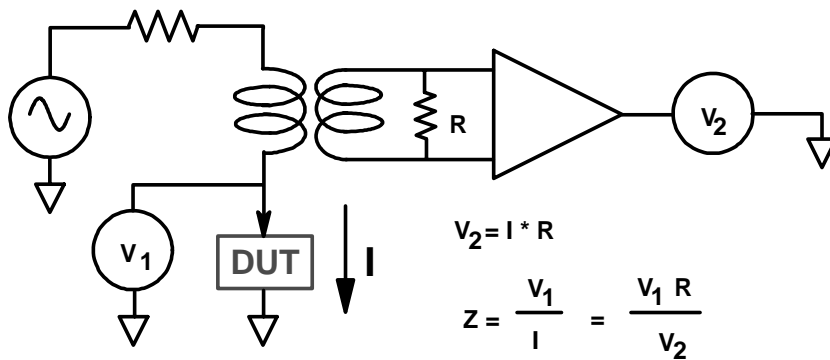 R
V₂
V₁
DUT
I
V₂ = I * R
Z = V₁ / I = V₁ R / V₂